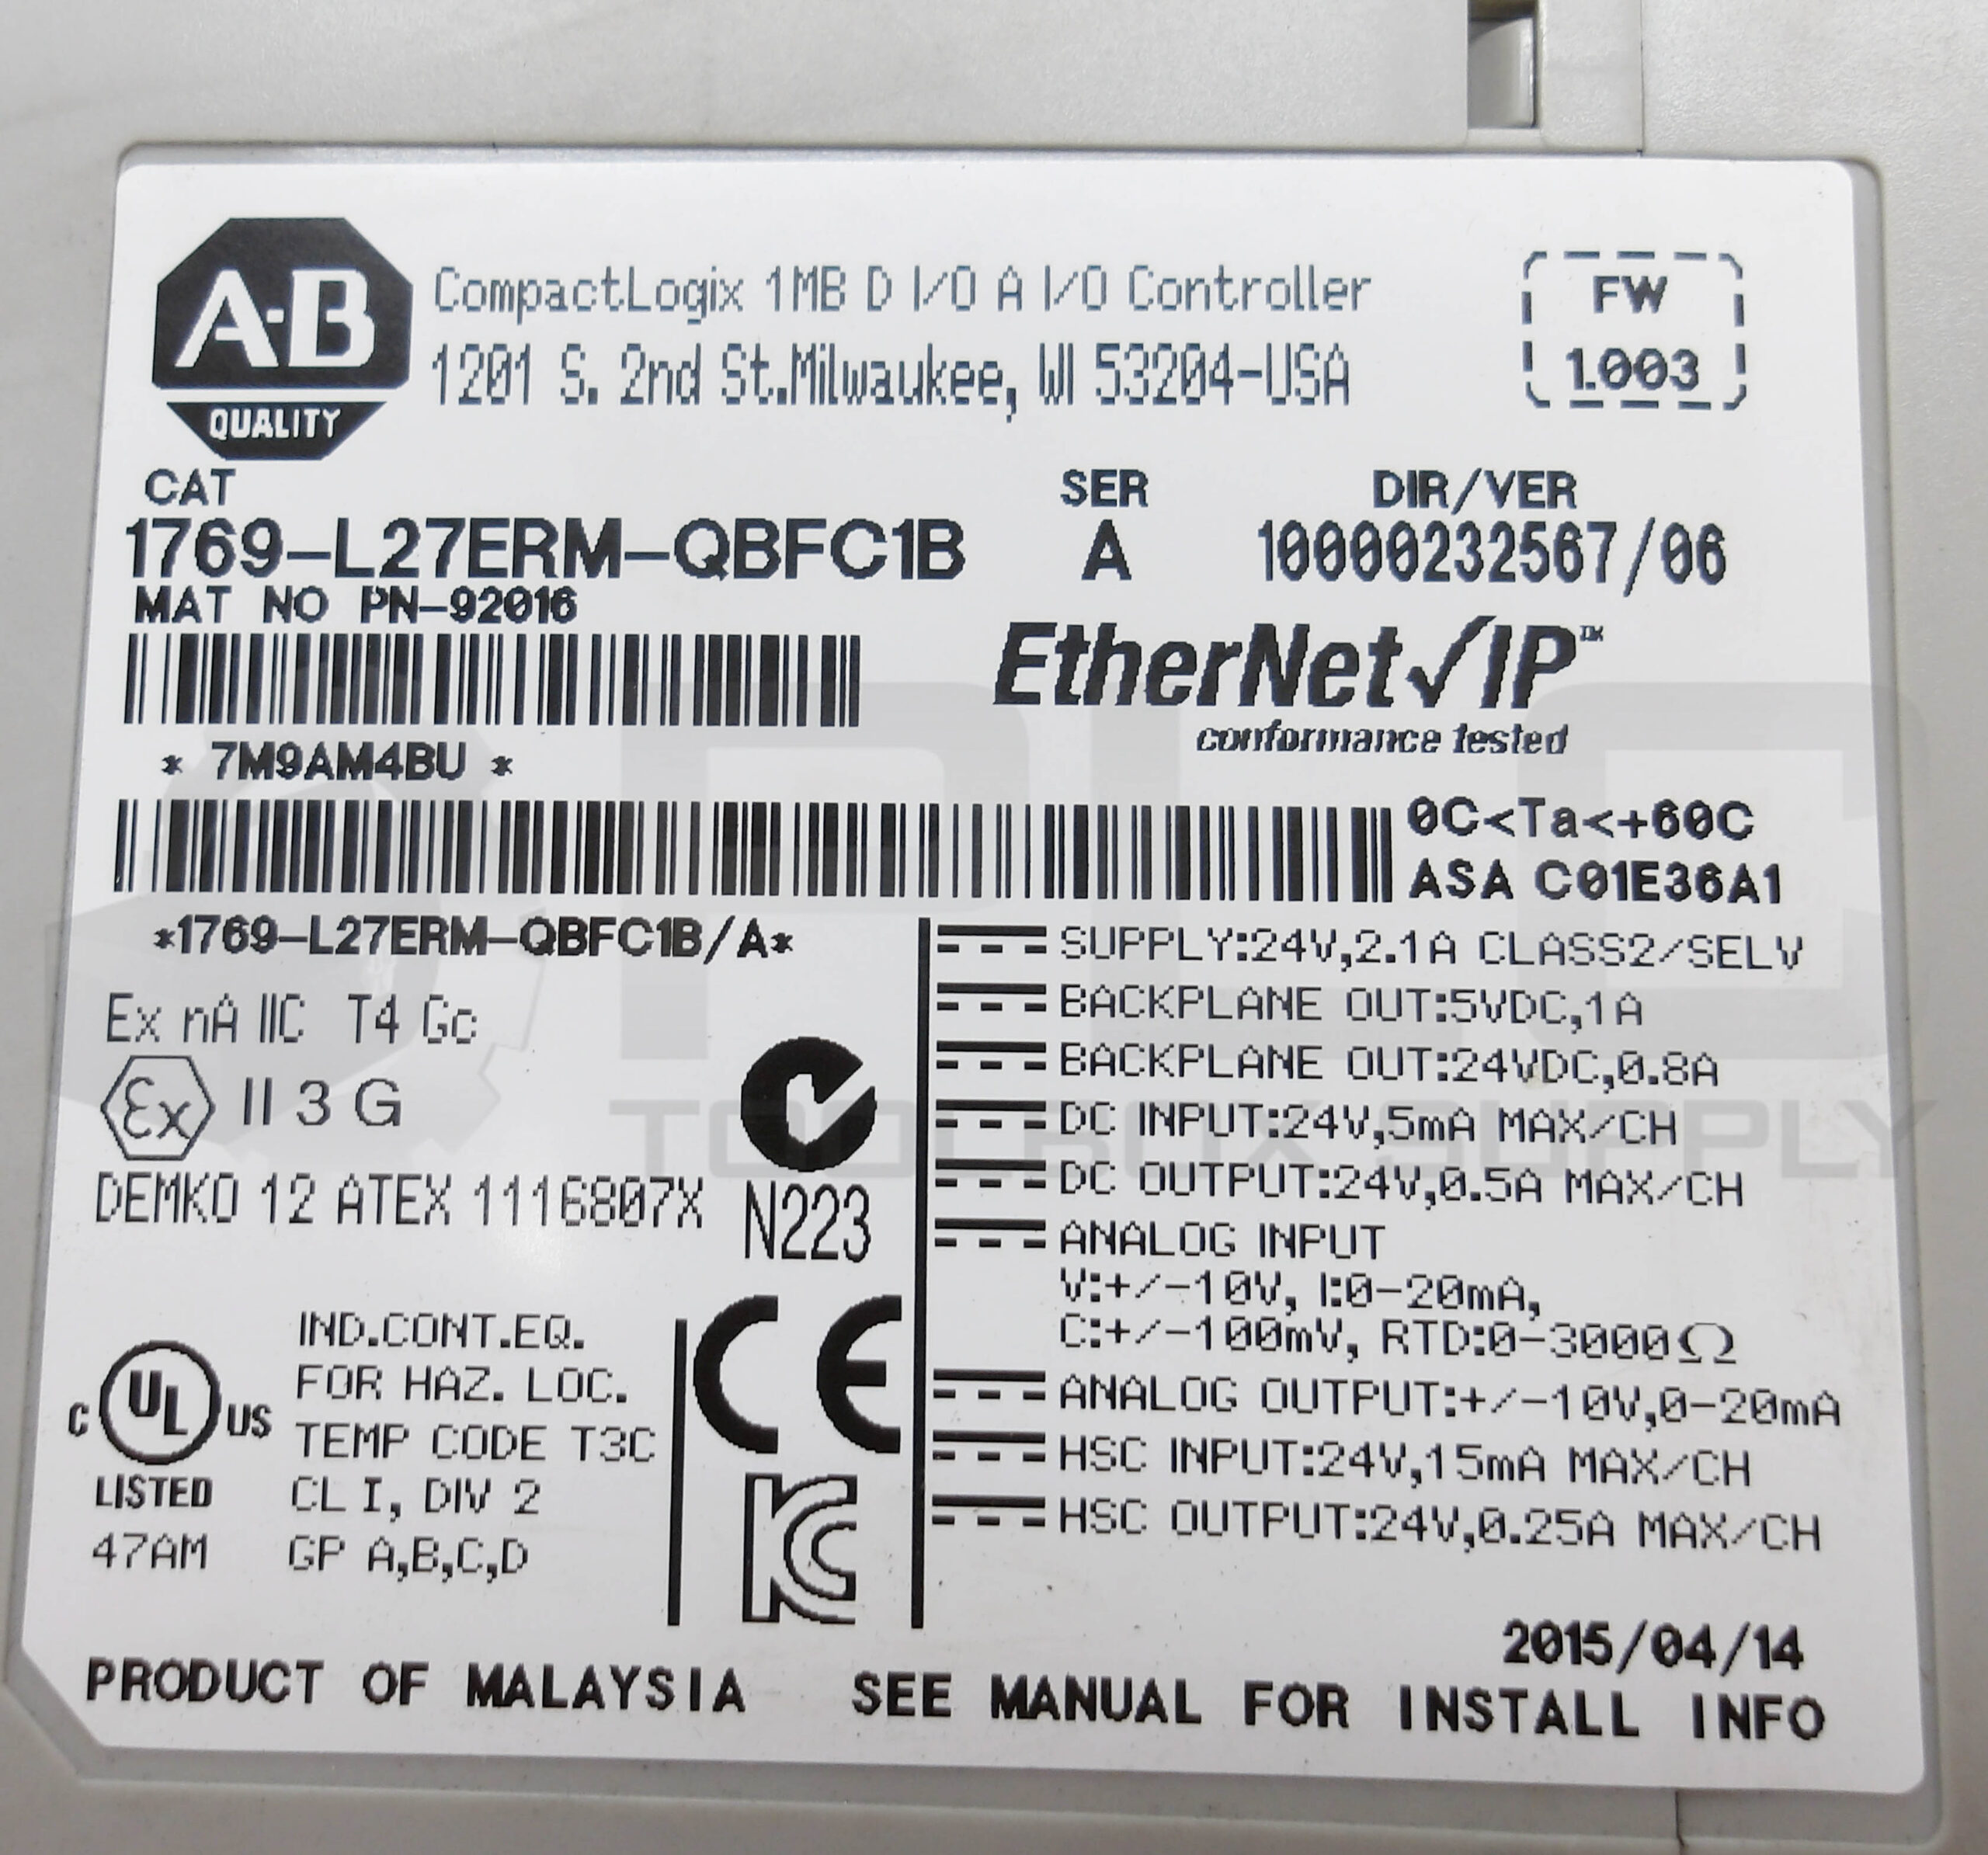 A-B
QUALITY
CompactLogix 1MB D I/O A I/O Controller
1201 S. 2nd St.Milwaukee, WI 53204-USA
FW
1.003
CAT
1769-L27ERM-QBFC1B
SER
A
DIR/VER
10000232567/06
MAT NO PN-92016
EtherNet/IP™
conformance tested
* 7M9AM4BU *
0C<Ta<+60C
ASA C01E36A1
*1769-L27ERM-QBFC1B/A*
Ex nA IIC T4 Gc
Ex II 3 G
DEMKO 12 ATEX 1116807X
N223
SUPPLY:24V,2.1A CLASS2/SELV
BACKPLANE OUT:5VDC,1A
BACKPLANE OUT:24VDC,0.8A
DC INPUT:24V,5mA MAX/CH
DC OUTPUT:24V,0.5A MAX/CH
ANALOG INPUT
V:+/-10V, I:0-20mA,
C:+/-100mV, RTD:0-3000Ω
ANALOG OUTPUT:+/-10V,0-20mA
HSC INPUT:24V,15mA MAX/CH
HSC OUTPUT:24V,0.25A MAX/CH
C UL US
LISTED
47AM
IND.CONT.EQ.
FOR HAZ. LOC.
TEMP CODE T3C
CL I, DIV 2
GP A,B,C,D
CE
KC
2015/04/14
PRODUCT OF MALAYSIA SEE MANUAL FOR INSTALL INFO
PLC
TOOLBOX SUPPLY